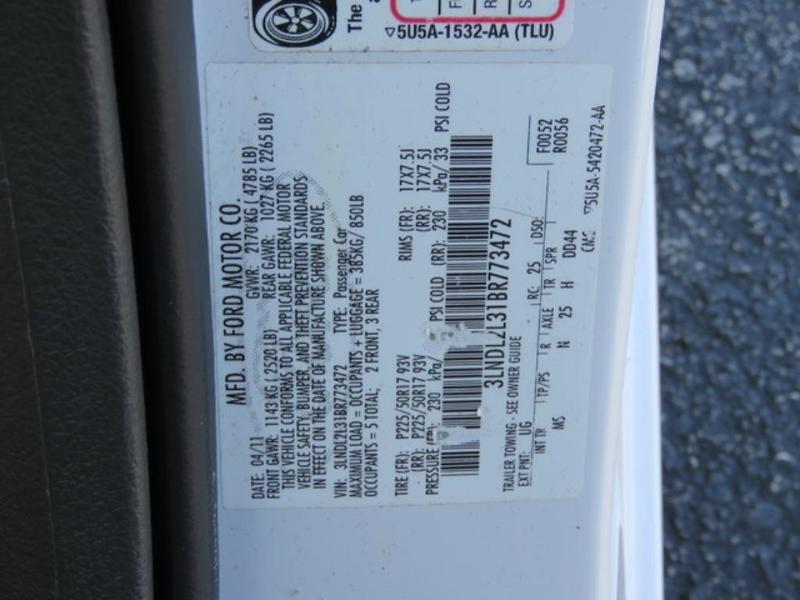 The
▽5U5A-1532-AA (TLU)
MFD. BY FORD MOTOR CO.
DATE: 04/11 GVWR: 2170 KG ( 4785 LB)
FRONT GAWR: 1143 KG ( 2520 LB) REAR GAWR: 1027 KG ( 2265 LB)
THIS VEHICLE CONFORMS TO ALL APPLICABLE FEDERAL MOTOR
VEHICLE SAFETY, BUMPER, AND THEFT PREVENTION STANDARDS
IN EFFECT ON THE DATE OF MANUFACTURE SHOWN ABOVE.
VIN: 3LNDL2L31BR773472 TYPE: Passenger Car
MAXIMUM LOAD = OCCUPANTS + LUGGAGE = 385KG/ 850LB
OCCUPANTS = 5 TOTAL: 2 FRONT, 3 REAR
TIRE (FR): P225/50R17 93V RIMS (FR): 17X7.5J
(RR): P225/50R17 93V (RR): 17X7.5J
PRESSURE 230 kPa/ PSI COLD (RR): 230 kPa/ 33 PSI COLD
3LNDL2L31BR773472
TRAILER TOWING - SEE OWNER GUIDE
EXT PNT: UG RC: 25 DSO: F0052
R0056
INT TR TP/PS R AXLE TR SPR
MS N 25 H DD44
▽5U5A-5420472-AA